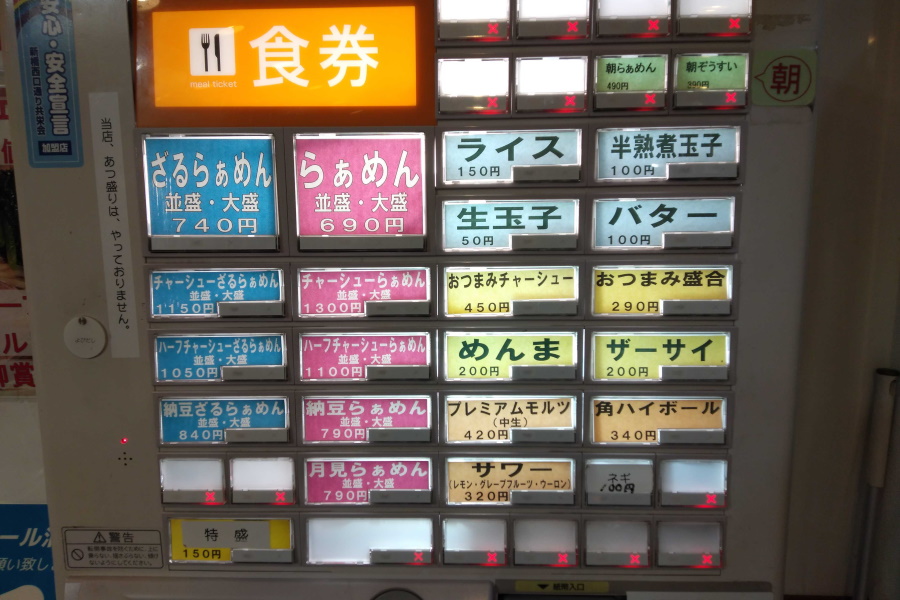 安心・安全宣言
新橋西口通り共栄会
加盟店
meal ticket
食券
当店、あつ盛りは、やっておりません。
朝らぁめん
490円
朝ぞうすい
390円
朝
ざるらぁめん
並盛・大盛
740円
らぁめん
並盛・大盛
690円
ライス
150円
半熟煮玉子
100円
生玉子
50円
バター
100円
チャーシューざるらぁめん
並盛・大盛
1150円
チャーシューらぁめん
並盛・大盛
1300円
おつまみチャーシュー
450円
おつまみ盛合
290円
ハーフチャーシューざるらぁめん
並盛・大盛
1050円
ハーフチャーシューらぁめん
並盛・大盛
1100円
めんま
200円
ザーサイ
200円
納豆ざるらぁめん
並盛・大盛
840円
納豆らぁめん
並盛・大盛
790円
プレミアムモルツ
(中生)
420円
角ハイボール
340円
月見らぁめん
並盛・大盛
790円
サワー
(レモン・グレープフルーツ・ウーロン)
320円
ネギ
100円
特盛
150円
警告
紙幣入口